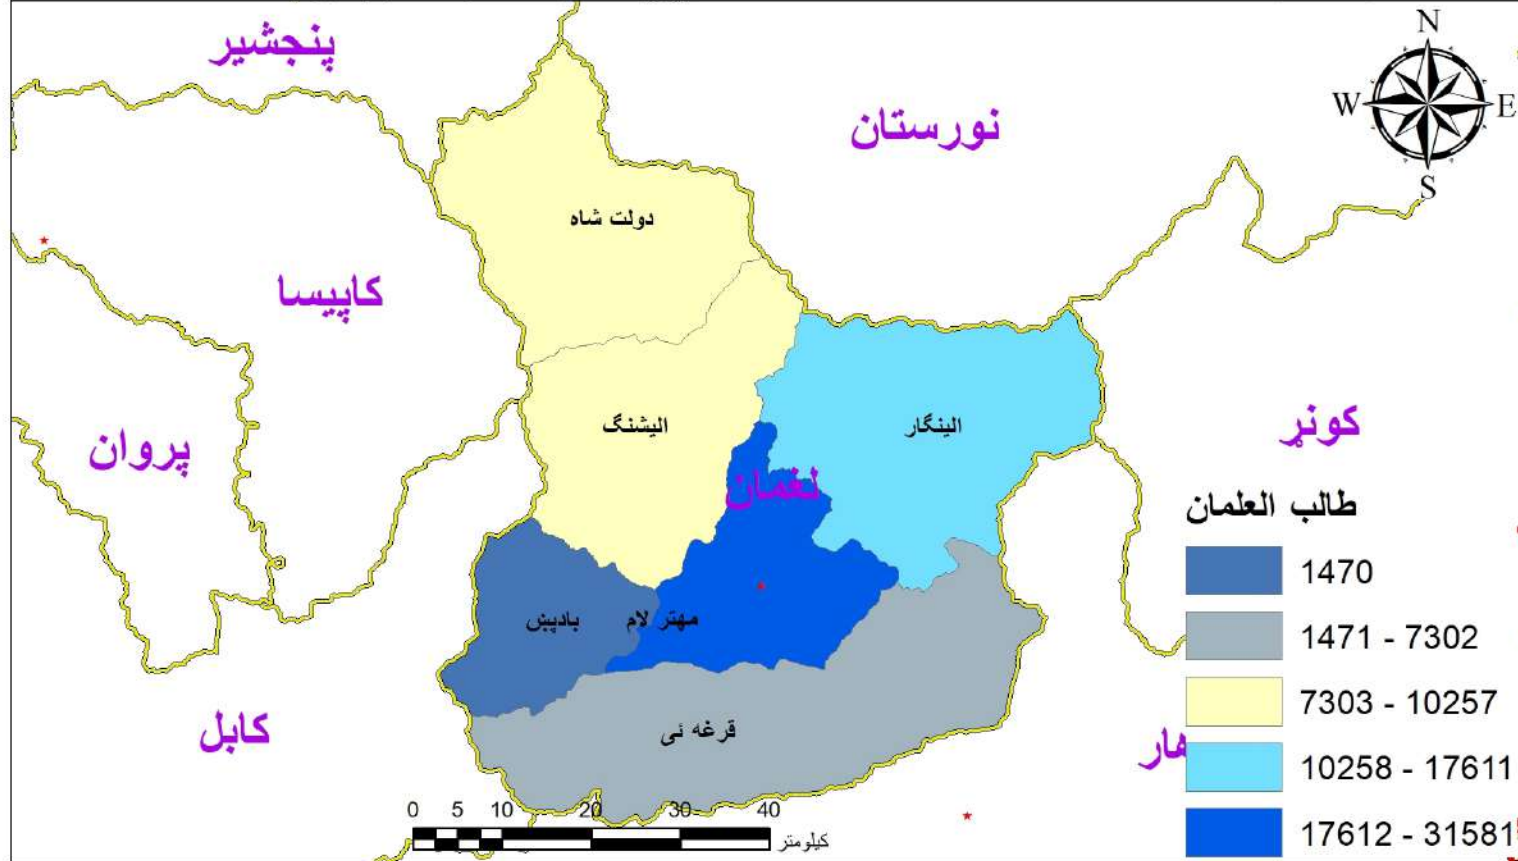 پنجشیر
N
W
E
S
نورستان
دولت شاه
کاپیسا
الیشنگ
الینگار
کونړ
پروان
لغمان
بادپښ
مهتر لام
قرغه ئی
کابل
هار
طالب العلمان
1470
1471 - 7302
7303 - 10257
10258 - 17611
17612 - 31581
0 5 10 20 30 40
کیلومتر